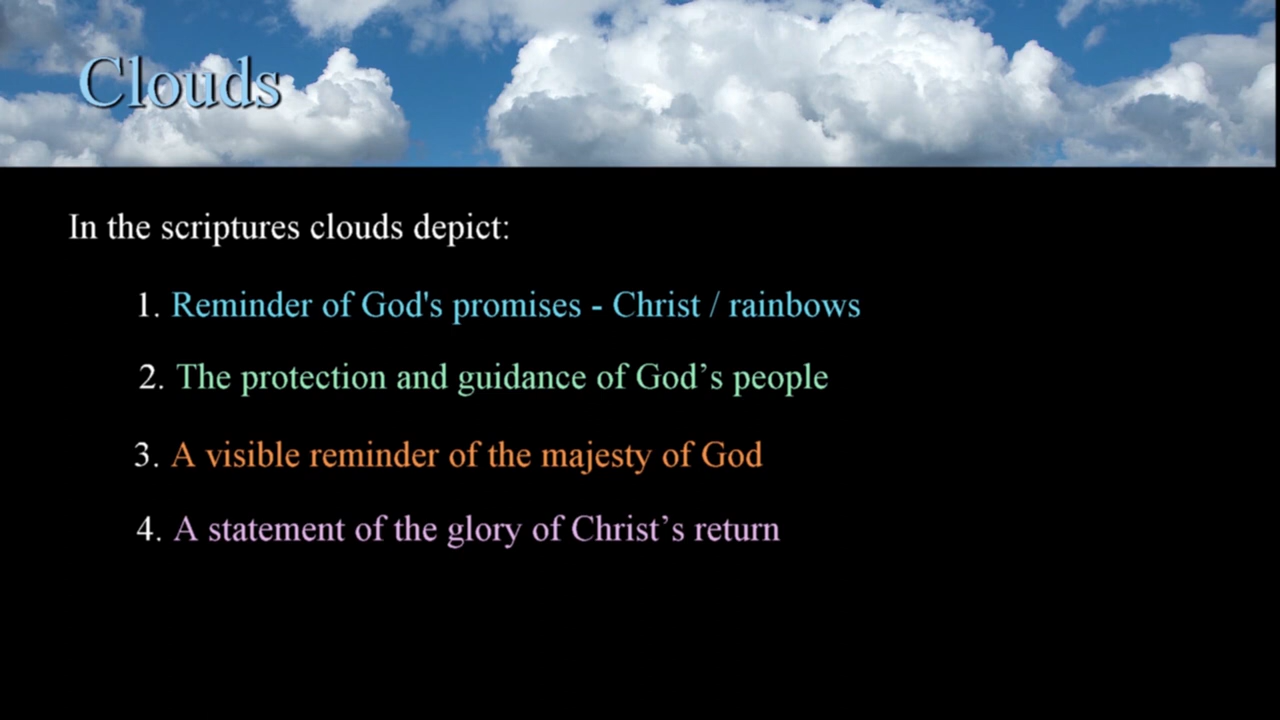 Clouds
In the scriptures clouds depict:
1. Reminder of God's promises - Christ / rainbows
2. The protection and guidance of God’s people
3. A visible reminder of the majesty of God
4. A statement of the glory of Christ’s return